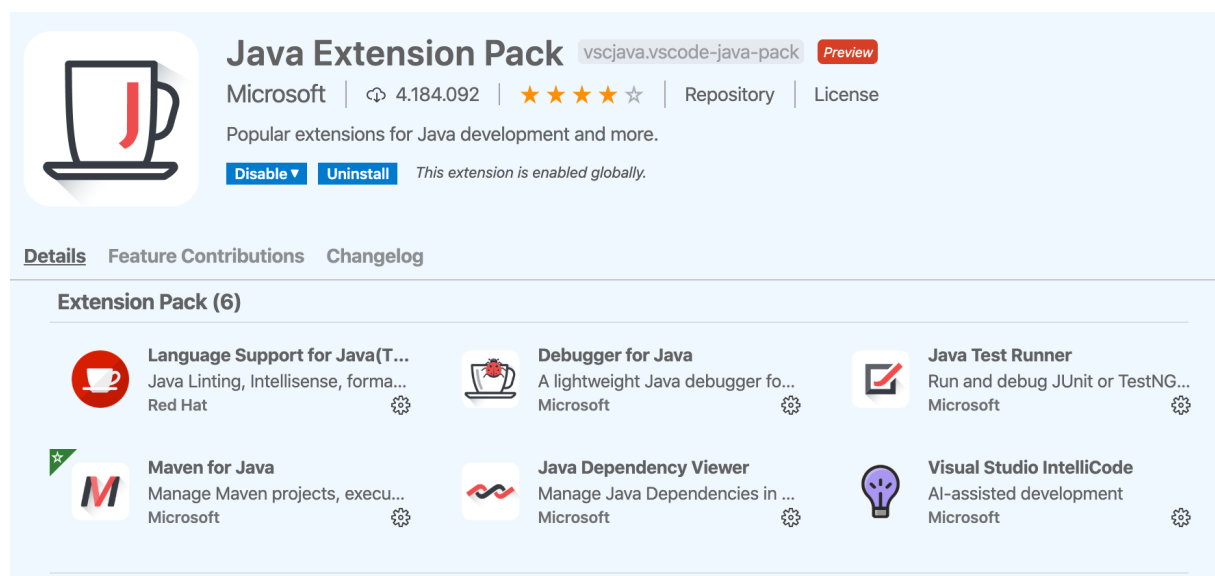 Java Extension Pack vscjava.vscode-java-pack Preview
Microsoft 4.184.092 Repository License
Popular extensions for Java development and more.
Disable ▾ Uninstall This extension is enabled globally.
Details Feature Contributions Changelog
Extension Pack (6)
Language Support for Java(T...
Java Linting, Intellisense, forma...
Red Hat
Debugger for Java
A lightweight Java debugger fo...
Microsoft
Java Test Runner
Run and debug JUnit or TestNG...
Microsoft
Maven for Java
Manage Maven projects, execu...
Microsoft
Java Dependency Viewer
Manage Java Dependencies in ...
Microsoft
Visual Studio IntelliCode
AI-assisted development
Microsoft